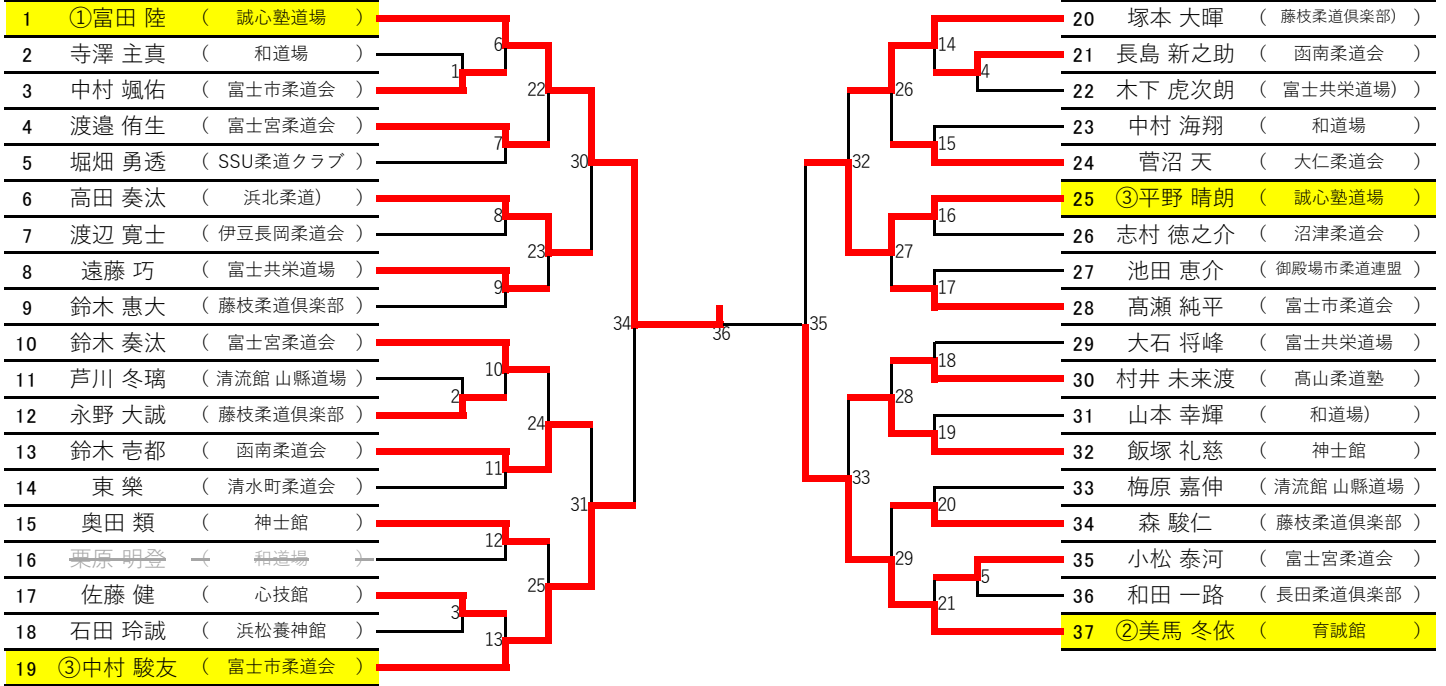 1 ①富田 陸 （ 誠心塾道場 ）
2 寺澤 主真 （ 和道場 ）
3 中村 颯佑 （ 富士市柔道会 ）
4 渡邉 侑生 （ 富士宮柔道会 ）
5 堀畑 勇透 （ SSU柔道クラブ ）
6 高田 奏汰 （ 浜北柔道) ）
7 渡辺 寛士 （ 伊豆長岡柔道会 ）
8 遠藤 巧 （ 富士共栄道場 ）
9 鈴木 惠大 （ 藤枝柔道倶楽部 ）
10 鈴木 奏汰 （ 富士宮柔道会 ）
11 芦川 冬璃 （ 清流館 山縣道場 ）
12 永野 大誠 （ 藤枝柔道倶楽部 ）
13 鈴木 壱都 （ 函南柔道会 ）
14 東 樂 （ 清水町柔道会 ）
15 奥田 類 （ 神士館 ）
16 栗原 明登 （ 和道場 ）
17 佐藤 健 （ 心技館 ）
18 石田 玲誠 （ 浜松養神館 ）
19 ③中村 駿友 （ 富士市柔道会 ）
6
1
22
7
30
8
23
9
34
10
2
24
11
31
12
25
3
13
36
14
4
26
15
32
16
27
17
35
18
28
19
33
20
29
5
21
20 塚本 大暉 （ 藤枝柔道倶楽部) ）
21 長島 新之助 （ 函南柔道会 ）
22 木下 虎次朗 （ 富士共栄道場) ）
23 中村 海翔 （ 和道場 ）
24 菅沼 天 （ 大仁柔道会 ）
25 ③平野 晴朗 （ 誠心塾道場 ）
26 志村 徳之介 （ 沼津柔道会 ）
27 池田 恵介 （ 御殿場市柔道連盟 ）
28 髙瀬 純平 （ 富士市柔道会 ）
29 大石 将峰 （ 富士共栄道場 ）
30 村井 未来渡 （ 髙山柔道塾 ）
31 山本 幸輝 （ 和道場) ）
32 飯塚 礼慈 （ 神士館 ）
33 梅原 嘉伸 （ 清流館 山縣道場 ）
34 森 駿仁 （ 藤枝柔道倶楽部 ）
35 小松 泰河 （ 富士宮柔道会 ）
36 和田 一路 （ 長田柔道倶楽部 ）
37 ②美馬 冬依 （ 育誠館 ）